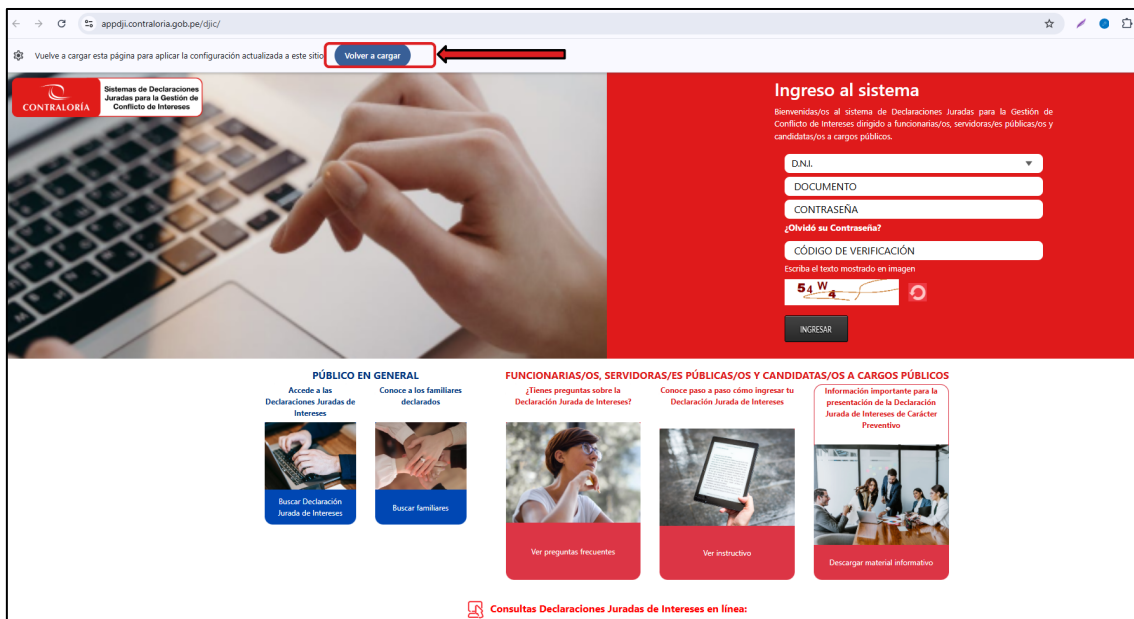 appdji.contraloria.gob.pe/djic/
Vuelve a cargar esta página para aplicar la configuración actualizada a este sitio
Volver a cargar
CONTRALORÍA
Sistemas de Declaraciones
Juradas para la Gestión de
Conflicto de Intereses
Ingreso al sistema
Bienvenidas/os al sistema de Declaraciones Juradas para la Gestión de
Conflicto de Intereses dirigido a funcionarias/os, servidoras/es públicas/os y
candidatas/os a cargos públicos.
D.N.I.
DOCUMENTO
CONTRASEÑA
¿Olvidó su Contraseña?
CÓDIGO DE VERIFICACIÓN
Escriba el texto mostrado en imagen
54W4
INGRESAR
PÚBLICO EN GENERAL
Accede a las
Declaraciones Juradas de
Intereses
Buscar Declaración
Jurada de Intereses
Conoce a los familiares
declarados
Buscar familiares
FUNCIONARIAS/OS, SERVIDORAS/ES PÚBLICAS/OS Y CANDIDATAS/OS A CARGOS PÚBLICOS
¿Tienes preguntas sobre la
Declaración Jurada de Intereses?
Ver preguntas frecuentes
Conoce paso a paso cómo ingresar tu
Declaración Jurada de Intereses
Ver instructivo
Información importante para la
presentación de la Declaración
Jurada de Intereses de Carácter
Preventivo
Descargar material informativo
Consultas Declaraciones Juradas de Intereses en línea: